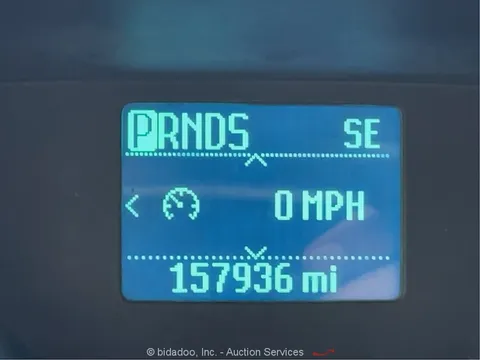 PRNDS SE
0 MPH
157936 mi
© bidadoo, Inc. - Auction Services